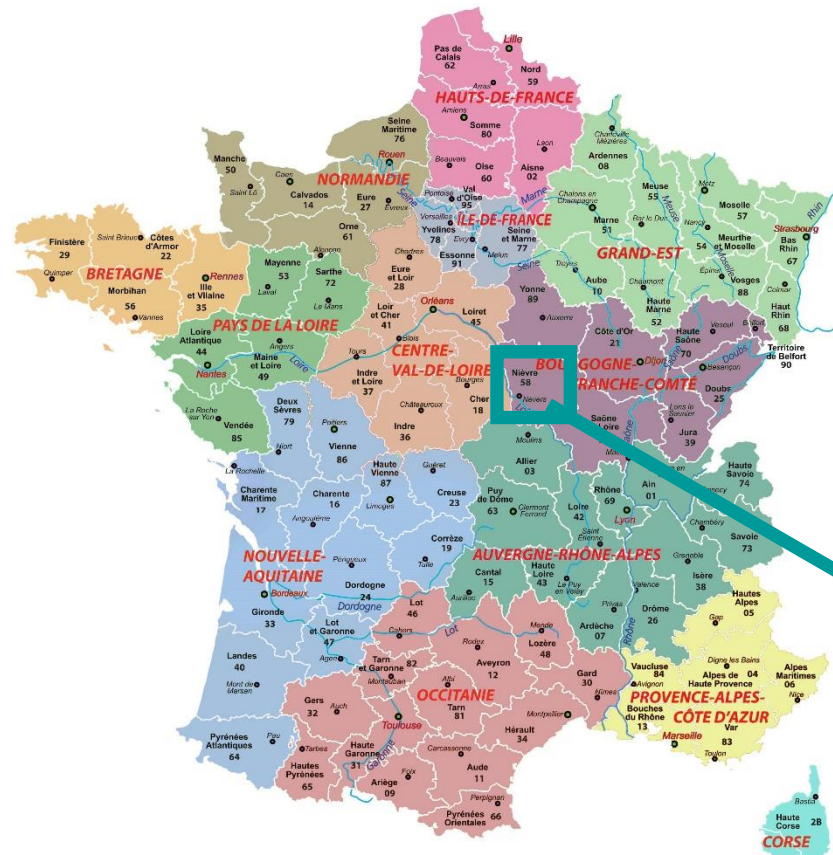 Lille
Pas de
Calais
62
Nord
59
Arras
HAUTS-DE-FRANCE
Amiens
Somme
80
Seine
Maritime
76
Rouen
Beauvais
Oise
60
Laon
Aisne
02
Charleville
Mézières
Ardennes
08
Manche
50
Saint Lô
Caen
Calvados
14
NORMANDIE
Eure
27
Évreux
Orne
61
Alençon
Seine
Pontoise
Val
d'Oise
95
Versailles
ÎLE-DE-FRANCE
Yvelines
78
Evry
Essonne
91
Melun
Seine
et Marne
77
Marne
Seine
Chalons en
Champagne
Marne
51
Meuse
55
Bar le Duc
Meuse
Metz
Moselle
57
Nancy
54
Meurthe
et Moselle
Moselle
Strasbourg
Rhin
Bas
Rhin
67
GRAND-EST
Troyes
Aube
10
Chaumont
Haute
Marne
52
Épinal
Vosges
88
Colmar
Haut
Rhin
68
Finistère
29
Quimper
Saint Brieuc
Côtes
d'Armor
22
BRETAGNE
Morbihan
56
Vannes
Rennes
Ille
et Vilaine
35
Mayenne
53
Laval
Sarthe
72
Le Mans
PAYS DE LA LOIRE
Loire
Atlantique
44
Nantes
Angers
Maine et
Loire
49
Loire
La Roche
sur Yon
Vendée
85
Chartres
Eure et
Loir
28
Orléans
Loir
et Cher
41
Loiret
45
Blois
Tours
CENTRE-
VAL-DE-LOIRE
Indre
et Loire
37
Bourges
Cher
18
Châteauroux
Indre
36
Yonne
89
Auxerre
Côte d'Or
21
Dijon
Haute
Saône
70
Vesoul
Belfort
Territoire
de Belfort
90
BOURGOGNE-
FRANCHE-COMTÉ
Nièvre
58
Nevers
Saône
Besançon
Doubs
Doubs
25
Lons le
Saunier
Jura
39
Saône
Loire
Moulins
Allier
03
Deux
Sèvres
79
Niort
Poitiers
Vienne
86
La Rochelle
Charente
Maritime
17
Charente
16
Angoulême
Haute
Vienne
87
Limoges
Guéret
Creuse
23
Corrèze
19
Tulle
NOUVELLE-
AQUITAINE
Périgueux
Dordogne
24
Dordogne
Bordeaux
Gironde
33
Lot
et Garonne
47
Agen
Landes
40
Mont de
Marsan
Pyrénées
Atlantiques
64
Pau
Puy
de Dôme
63
Clermont
Ferrand
Loire
42
Saint
Étienne
Rhône
69
Lyon
Ain
01
Haute
Savoie
74
Chambéry
Savoie
73
AUVERGNE-RHÔNE-ALPES
Cantal
15
Aurillac
Haute
Loire
43
Le Puy
en Velay
Grenoble
Isère
38
Valence
Privas
Ardèche
07
Drôme
26
Rhône
Lot
46
Cahors
Lot
Rodez
Aveyron
12
Mende
Lozère
48
Tarn
et Garonne
82
Montauban
Albi
Tarn
81
OCCITANIE
Gers
32
Auch
Toulouse
Gard
30
Nîmes
Montpellier
Hérault
34
Tarbes
Hautes
Pyrénées
65
Haute
Garonne
31
Garonne
Foix
Ariège
09
Carcassonne
Aude
11
Perpignan
Pyrénées
Orientales
66
Hautes
Alpes
05
Gap
Vaucluse
84
Avignon
Digne les Bains
Alpes
de Haute Provence
04
Alpes
Maritimes
06
Nice
PROVENCE-ALPES-
CÔTE D'AZUR
Bouches
du Rhône
13
Marseille
Var
83
Toulon
Bastia
Haute
Corse
2B
CORSE